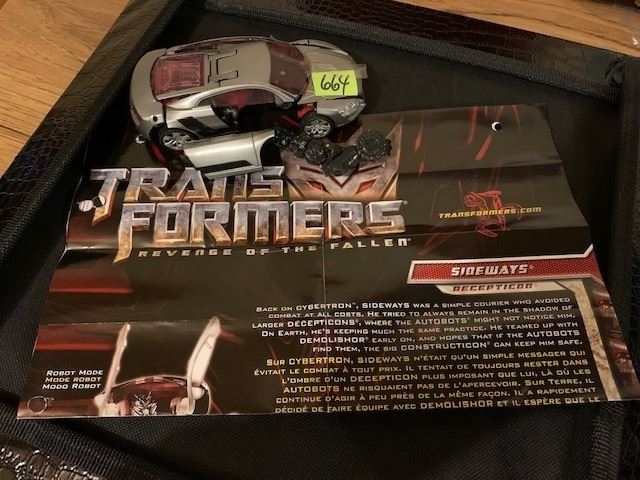 664
TRANS
FORMERS
REVENGE OF THE FALLEN™
TRANSFORMERS.COM
SIDEWAYS®
DECEPTICON®
BACK ON CYBERTRON™, SIDEWAYS WAS A SIMPLE COURIER WHO AVOIDED
COMBAT AT ALL COSTS. HE TRIED TO ALWAYS REMAIN IN THE SHADOW OF
LARGER DECEPTICONS®, WHERE THE AUTOBOTS® MIGHT NOT NOTICE HIM.
ON EARTH, HE'S KEEPING MUCH THE SAME PRACTICE. HE TEAMED UP WITH
DEMOLISHOR® EARLY ON, AND HOPES THAT IF THE AUTOBOTS
FIND THEM, THE BIG CONSTRUCTICON® CAN KEEP HIM SAFE.
SUR CYBERTRON, SIDEWAYS N'ÉTAIT QU'UN SIMPLE MESSAGER QUI
ÉVITAIT LE COMBAT À TOUT PRIX. IL TENTAIT DE TOUJOURS RESTER DANS
L'OMBRE D'UN DECEPTICON PLUS IMPOSANT QUE LUI, LÀ OÙ LES
AUTOBOTS NE RISQUAIENT PAS DE L'APERCEVOIR. SUR TERRE, IL
CONTINUE D'AGIR À PEU PRÈS DE LA MÊME FAÇON. IL A RAPIDEMENT
DÉCIDÉ DE FAIRE ÉQUIPE AVEC DEMOLISHOR ET IL ESPÈRE QUE LE
ROBOT MODE
MODE ROBOT
MODO ROBOT